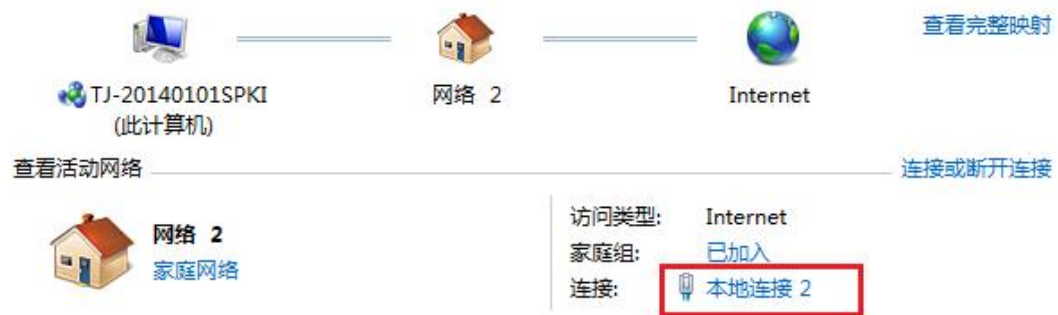 查看完整映射
TJ-20140101SPKI
(此计算机)
网络 2
Internet
查看活动网络
连接或断开连接
网络 2
家庭网络
访问类型: Internet
家庭组: 已加入
连接: 本地连接 2